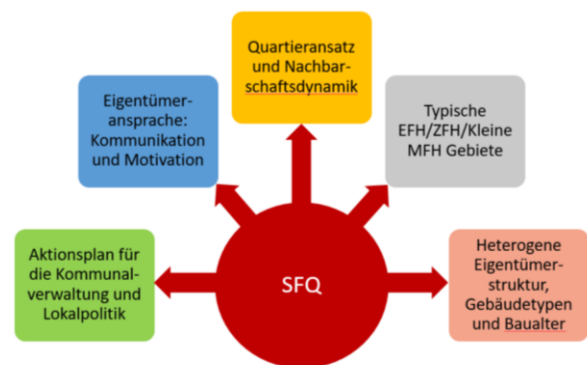 Quartieransatz
und Nachbar-
schaftsdynamik
Eigentümer-
ansprache:
Kommunikation
und Motivation
Typische
EFH/ZFH/Kleine
MFH Gebiete
Aktionsplan für
die Kommunal-
verwaltung und
Lokalpolitik
SFQ
Heterogene
Eigentümer-
struktur,
Gebäudetypen
und Baualter